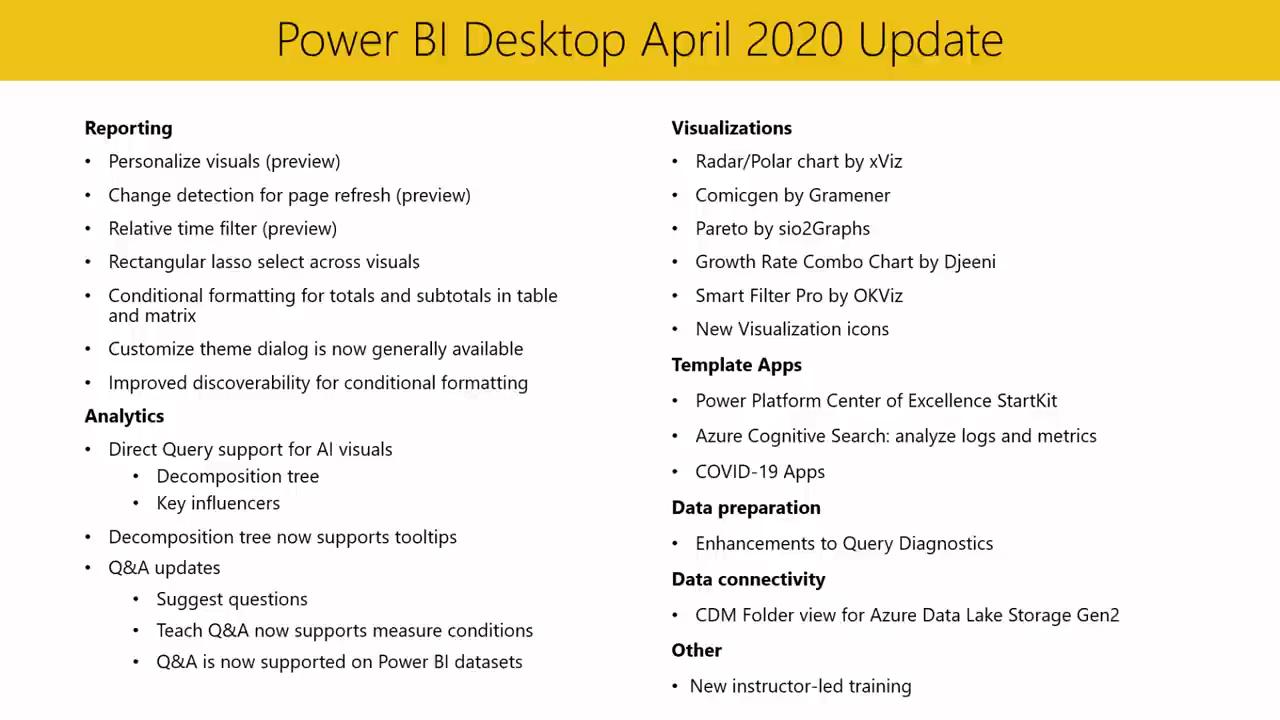 Power BI Desktop April 2020 Update
Reporting
• Personalize visuals (preview)
• Change detection for page refresh (preview)
• Relative time filter (preview)
• Rectangular lasso select across visuals
• Conditional formatting for totals and subtotals in table
and matrix
• Customize theme dialog is now generally available
• Improved discoverability for conditional formatting
Analytics
• Direct Query support for AI visuals
• Decomposition tree
• Key influencers
• Decomposition tree now supports tooltips
• Q&A updates
• Suggest questions
• Teach Q&A now supports measure conditions
• Q&A is now supported on Power BI datasets
Visualizations
• Radar/Polar chart by xViz
• Comicgen by Gramener
• Pareto by sio2Graphs
• Growth Rate Combo Chart by Djeeni
• Smart Filter Pro by OKViz
• New Visualization icons
Template Apps
• Power Platform Center of Excellence StartKit
• Azure Cognitive Search: analyze logs and metrics
• COVID-19 Apps
Data preparation
• Enhancements to Query Diagnostics
Data connectivity
• CDM Folder view for Azure Data Lake Storage Gen2
Other
• New instructor-led training